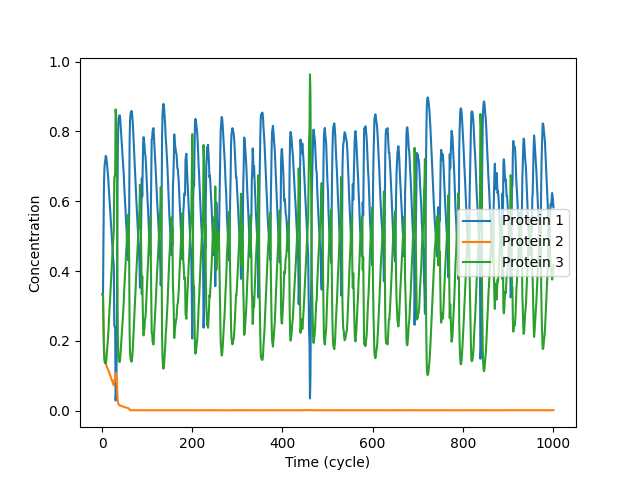 1.0
0.8
0.6
0.4
0.2
0.0
Concentration
Protein 1
Protein 2
Protein 3
0 200 400 600 800 1000
Time (cycle)